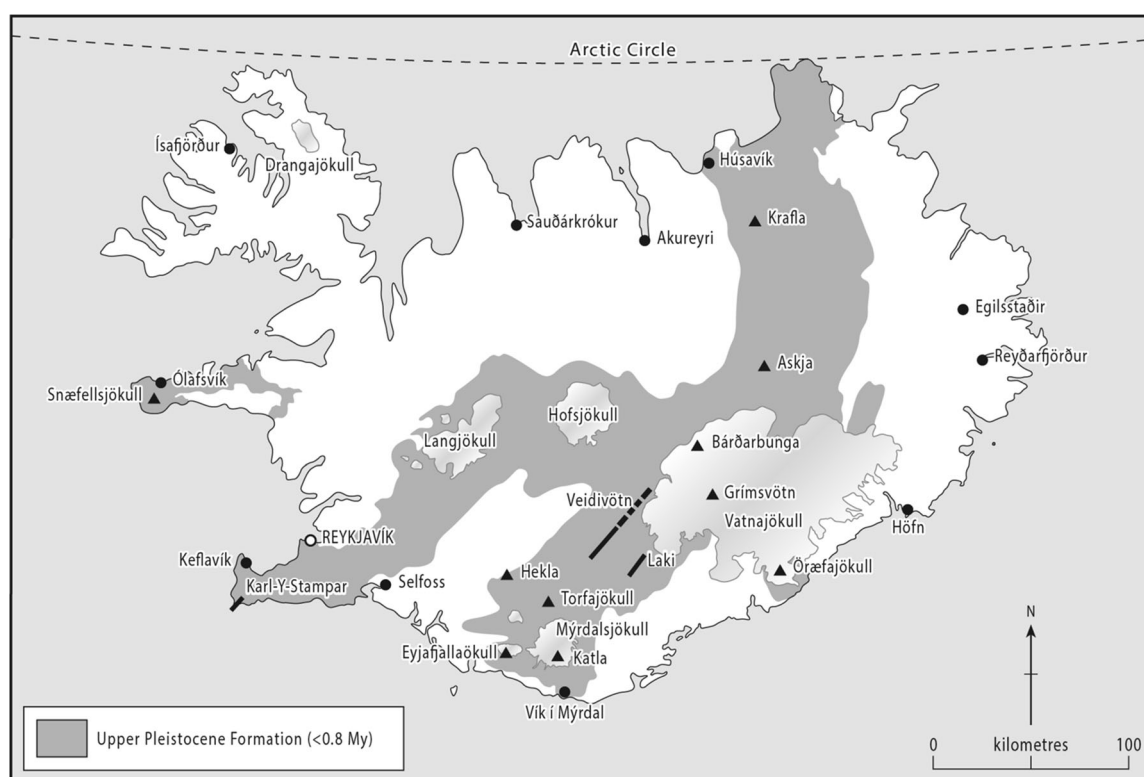 Arctic Circle
Ísafjörður
Drangajökull
Húsavík
Krafla
Sauðárkrókur
Akureyri
Egilsstaðir
Reyðarfjörður
Askja
Ólafsvík
Snæfellsjökull
Hofsjökull
Langjökull
Bárðarbunga
Veidivötn
Grímsvötn
Vatnajökull
Höfn
REYKJAVÍK
Keflavík
Karl-Y-Stampar
Selfoss
Hekla
Laki
Öræfajökull
Torfajökull
Mýrdalsjökull
Eyjafjallaökull
Katla
Vík í Mýrdal
N
Upper Pleistocene Formation (<0.8 My)
0 kilometres 100